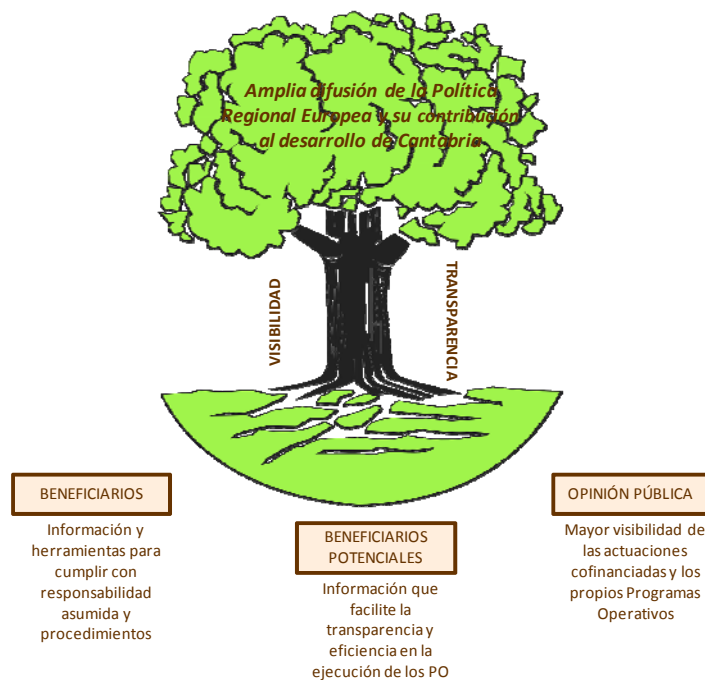 Amplia difusión de la Política
Regional Europea y su contribución
al desarrollo de Cantabria
VISIBILIDAD
TRANSPARENCIA
BENEFICIARIOS
Información y
herramientas para
cumplir con
responsabilidad
asumida y
procedimientos
BENEFICIARIOS
POTENCIALES
Información que
facilite la
transparencia y
eficiencia en la
ejecución de los PO
OPINIÓN PÚBLICA
Mayor visibilidad de
las actuaciones
cofinanciadas y los
propios Programas
Operativos